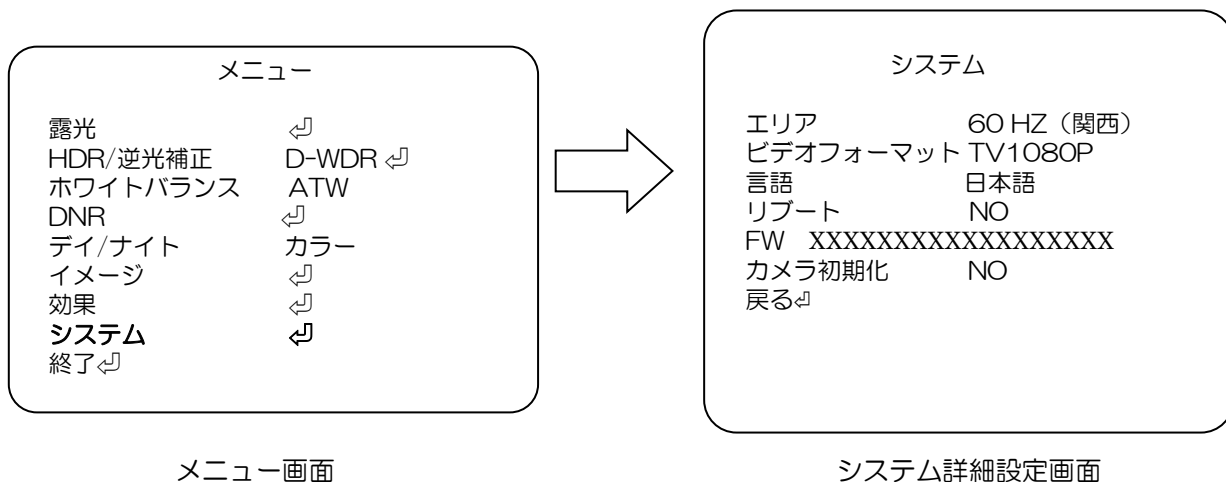 メニュー
露光 ⏎
HDR/逆光補正 D-WDR ⏎
ホワイトバランス ATW
DNR ⏎
デイ/ナイト カラー
イメージ ⏎
効果 ⏎
システム ⏎
終了⏎
メニュー画面
システム
エリア 60 HZ（関西）
ビデオフォーマット TV1080P
言語 日本語
リブート NO
FW XXXXXXXXXXXXXXXXXX
カメラ初期化 NO
戻る⏎
システム詳細設定画面